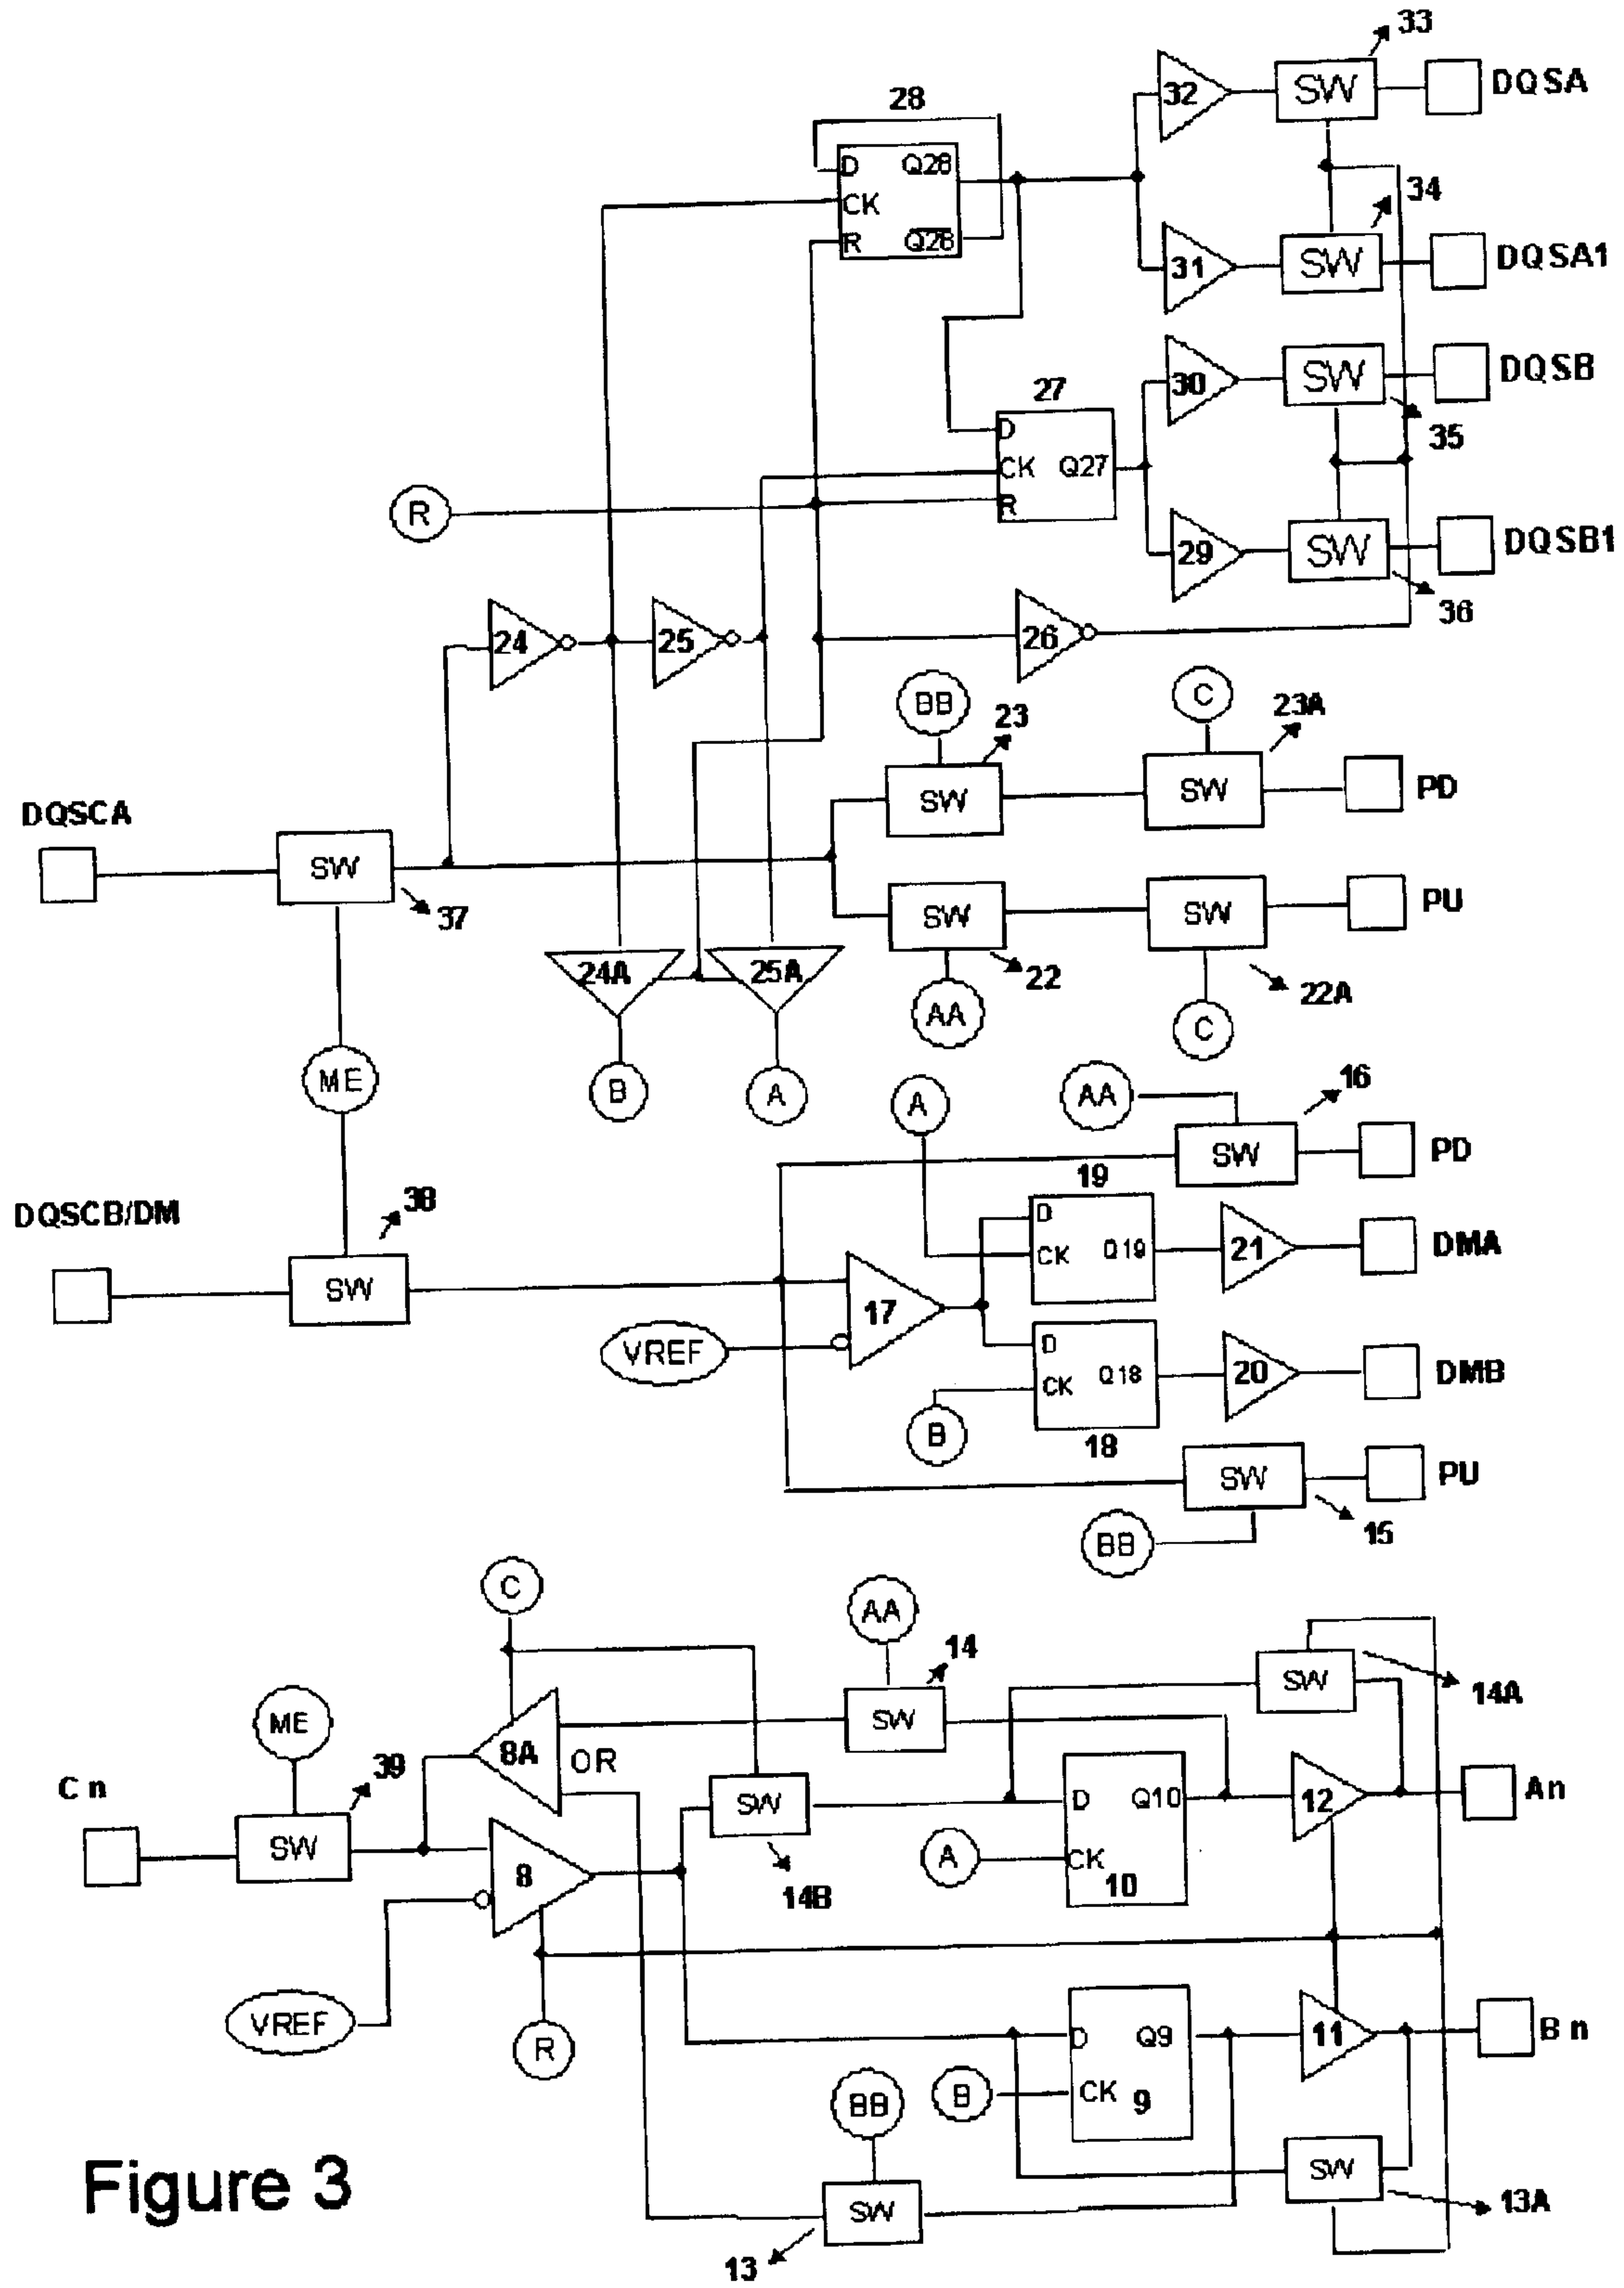 33
32
SW
DQSA
28
D
Q28
CK
R
Q28
34
31
SW
DQSA1
30
SW
DQSB
35
27
D
CK
Q27
R
R
29
SW
DQSB1
36
24
25
26
BB
23
C
23A
SW
SW
PD
DQSCA
SW
37
SW
SW
PU
22
22A
AA
C
24A
25A
B
A
ME
A
AA
16
SW
PD
DQSCB/DM
38
SW
19
D
CK
Q19
21
DMA
17
VREF
D
CK
Q18
20
DMB
B
18
SW
PU
15
BB
C
AA
14
SW
SW
14A
ME
39
8A
OR
Cn
SW
8
SW
14B
D
Q10
CK
10
A
12
An
VREF
R
D
Q9
CK
9
B
11
Bn
BB
SW
13
SW
13A
Figure 3